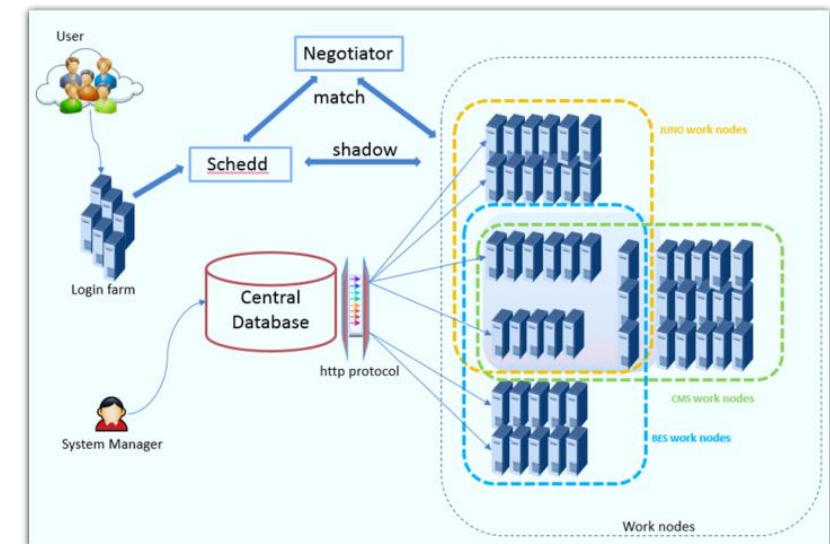 User
Negotiator
match
Schedd
shadow
JUNO work nodes
Login farm
Central
Database
http protocol
CMS work nodes
System Manager
BES work nodes
Work nodes